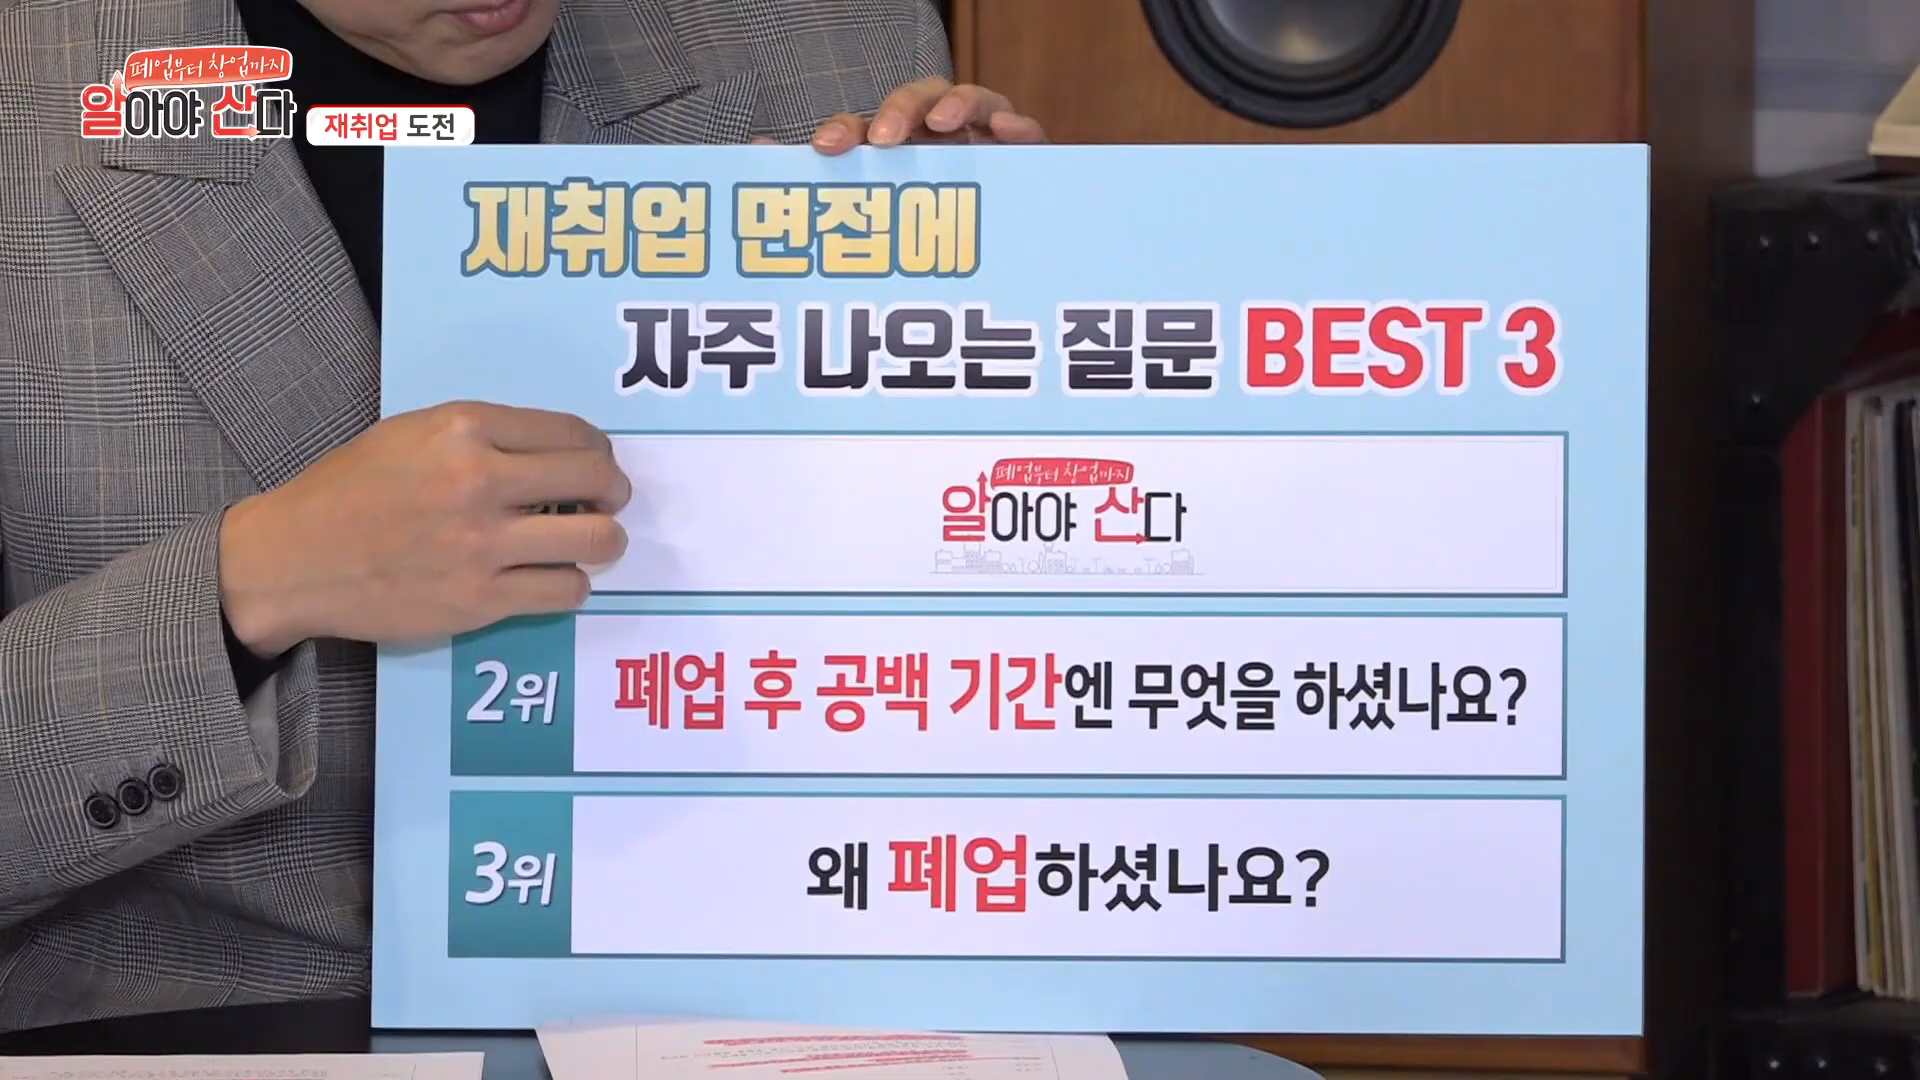 폐업부터 창업까지
알아야 산다
재취업 도전
재취업 면접에
자주 나오는 질문 BEST 3
폐업부터 창업까지
알아야 산다
2위 폐업 후 공백 기간엔 무엇을 하셨나요?
3위 왜 폐업하셨나요?